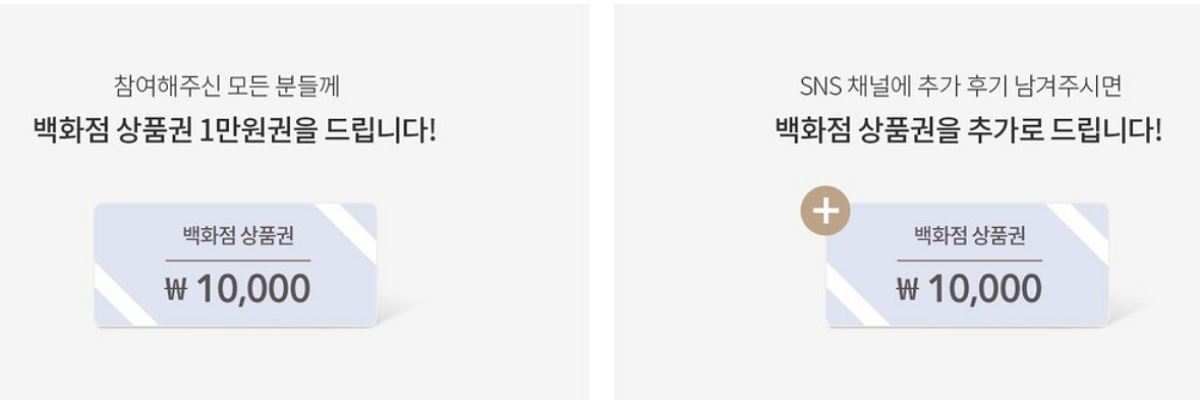 참여해주신 모든 분들께
백화점 상품권 1만원권을 드립니다!
백화점 상품권
₩ 10,000
SNS 채널에 추가 후기 남겨주시면
백화점 상품권을 추가로 드립니다!
+
백화점 상품권
₩ 10,000